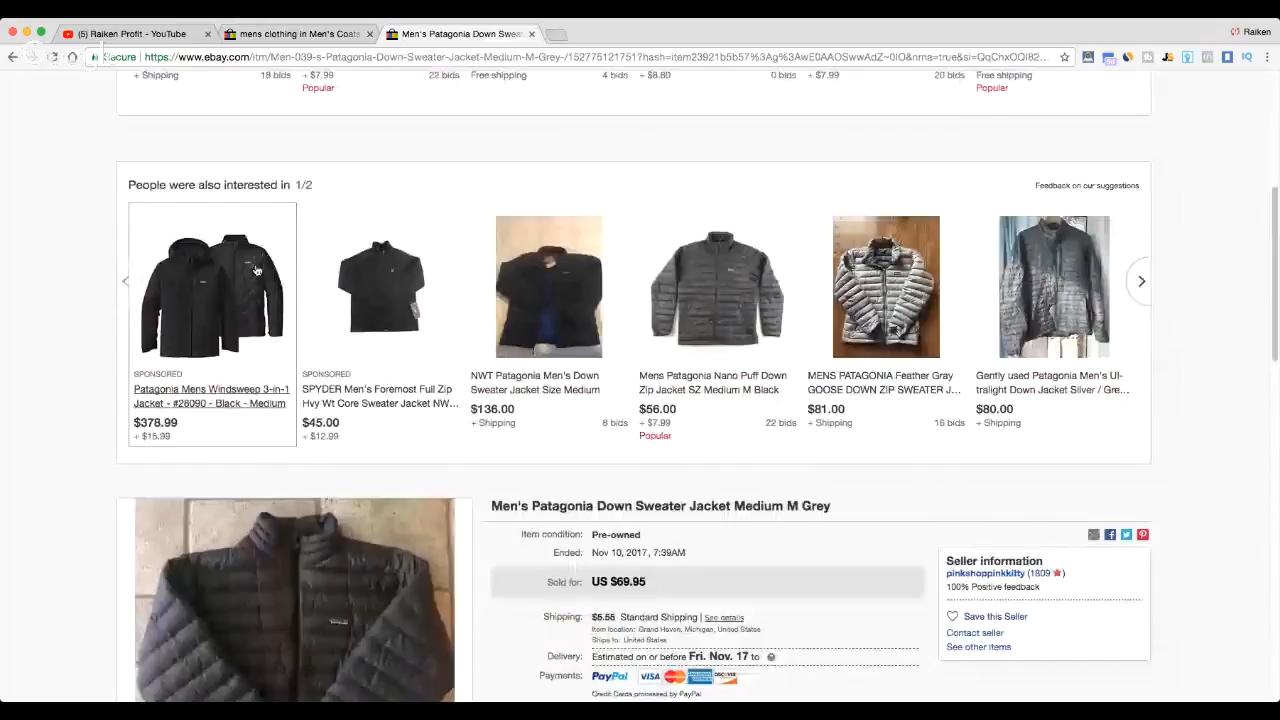 (5) Raiken Profit - YouTube
mens clothing in Men's Coats
Men's Patagonia Down Sweat
Raiken
Secure https://www.ebay.com/itm/Men-039-s-Patagonia-Down-Sweater-Jacket-Medium-M-Grey-/152775121751?hash=item23921b5b57%3Ag%3AwE0AAOSwwAdZ~0IO&nma=true&si=QqChxOQi82...
+ Shipping 18 bids + $7.99 22 bids Free shipping 4 bids + $8.80 0 bids + $7.99 20 bids Free shipping
Popular Popular
People were also interested in 1/2
Feedback on our suggestions
SPONSORED
Patagonia Mens Windsweep 3-in-1
Jacket - #28090 - Black - Medium
$378.99
+ $15.99
SPONSORED
SPYDER Men's Foremost Full Zip
Hvy Wt Core Sweater Jacket NW...
$45.00
+ $12.99
NWT Patagonia Men's Down
Sweater Jacket Size Medium
$136.00
+ Shipping 8 bids
Mens Patagonia Nano Puff Down
Zip Jacket SZ Medium M Black
$56.00
+ $7.99 22 bids
Popular
MENS PATAGONIA Feather Gray
GOOSE DOWN ZIP SWEATER J...
$81.00
+ Shipping 16 bids
Gently used Patagonia Men's Ul-
tralight Down Jacket Silver / Gre...
$80.00
+ Shipping
Men's Patagonia Down Sweater Jacket Medium M Grey
Item condition: Pre-owned
Ended: Nov 10, 2017 , 7:39AM
Sold for: US $69.95
Shipping: $5.55 Standard Shipping | See details
Item location: Grand Haven, Michigan, United States
Ships to: United States
Delivery: Estimated on or before Fri. Nov. 17 to
Payments: PayPal VISA MasterCard DISCOVER
Credit Cards processed by PayPal
Seller information
pinkshoppinkkitty (1809 )
100% Positive feedback
Save this Seller
Contact seller
See other items